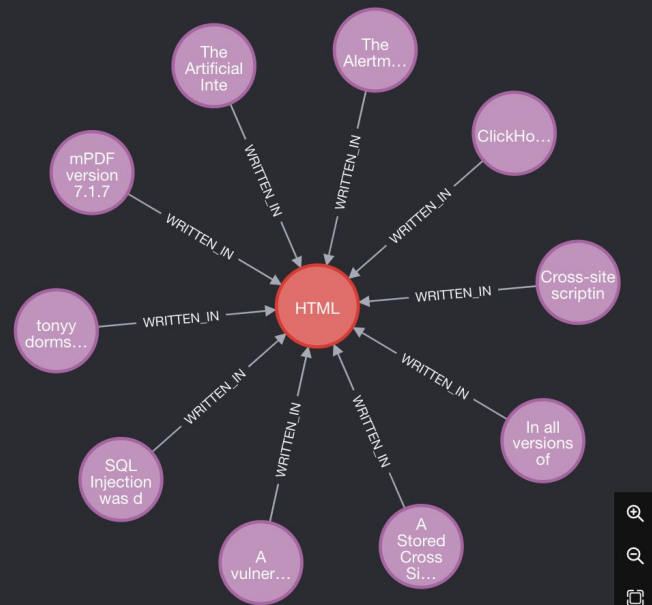 The
Artificial
Inte
The
Alertm...
ClickHo...
mPDF
version
7.1.7
Cross-site
scriptin
tonyy
dorms...
HTML
In all
versions
of
SQL
Injection
was d
A
vulner...
A
Stored
Cross
Si...
WRITTEN_IN
WRITTEN_IN
WRITTEN_IN
WRITTEN_IN
WRITTEN_IN
WRITTEN_IN
WRITTEN_IN
WRITTEN_IN
WRITTEN_IN
WRITTEN_IN